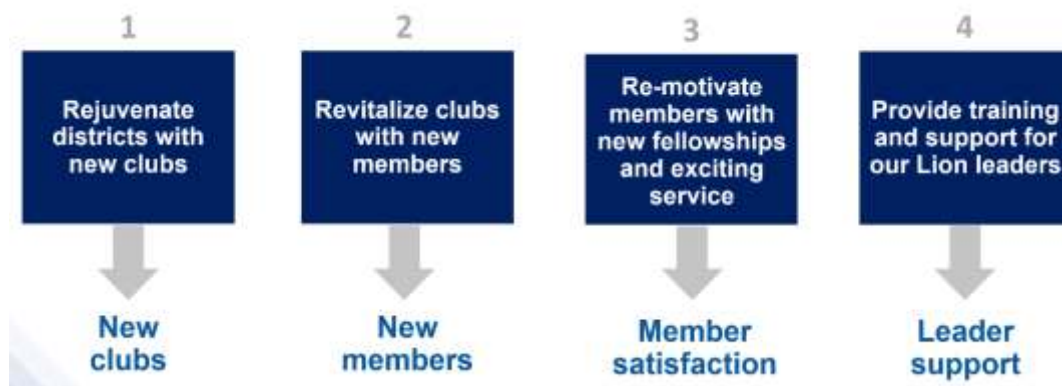 1
Rejuvenate
districts with
new clubs
New
clubs
2
Revitalize clubs
with new
members
New
members
3
Re-motivate
members with
new fellowships
and exciting
service
Member
satisfaction
4
Provide training
and support for
our Lion leaders
Leader
support